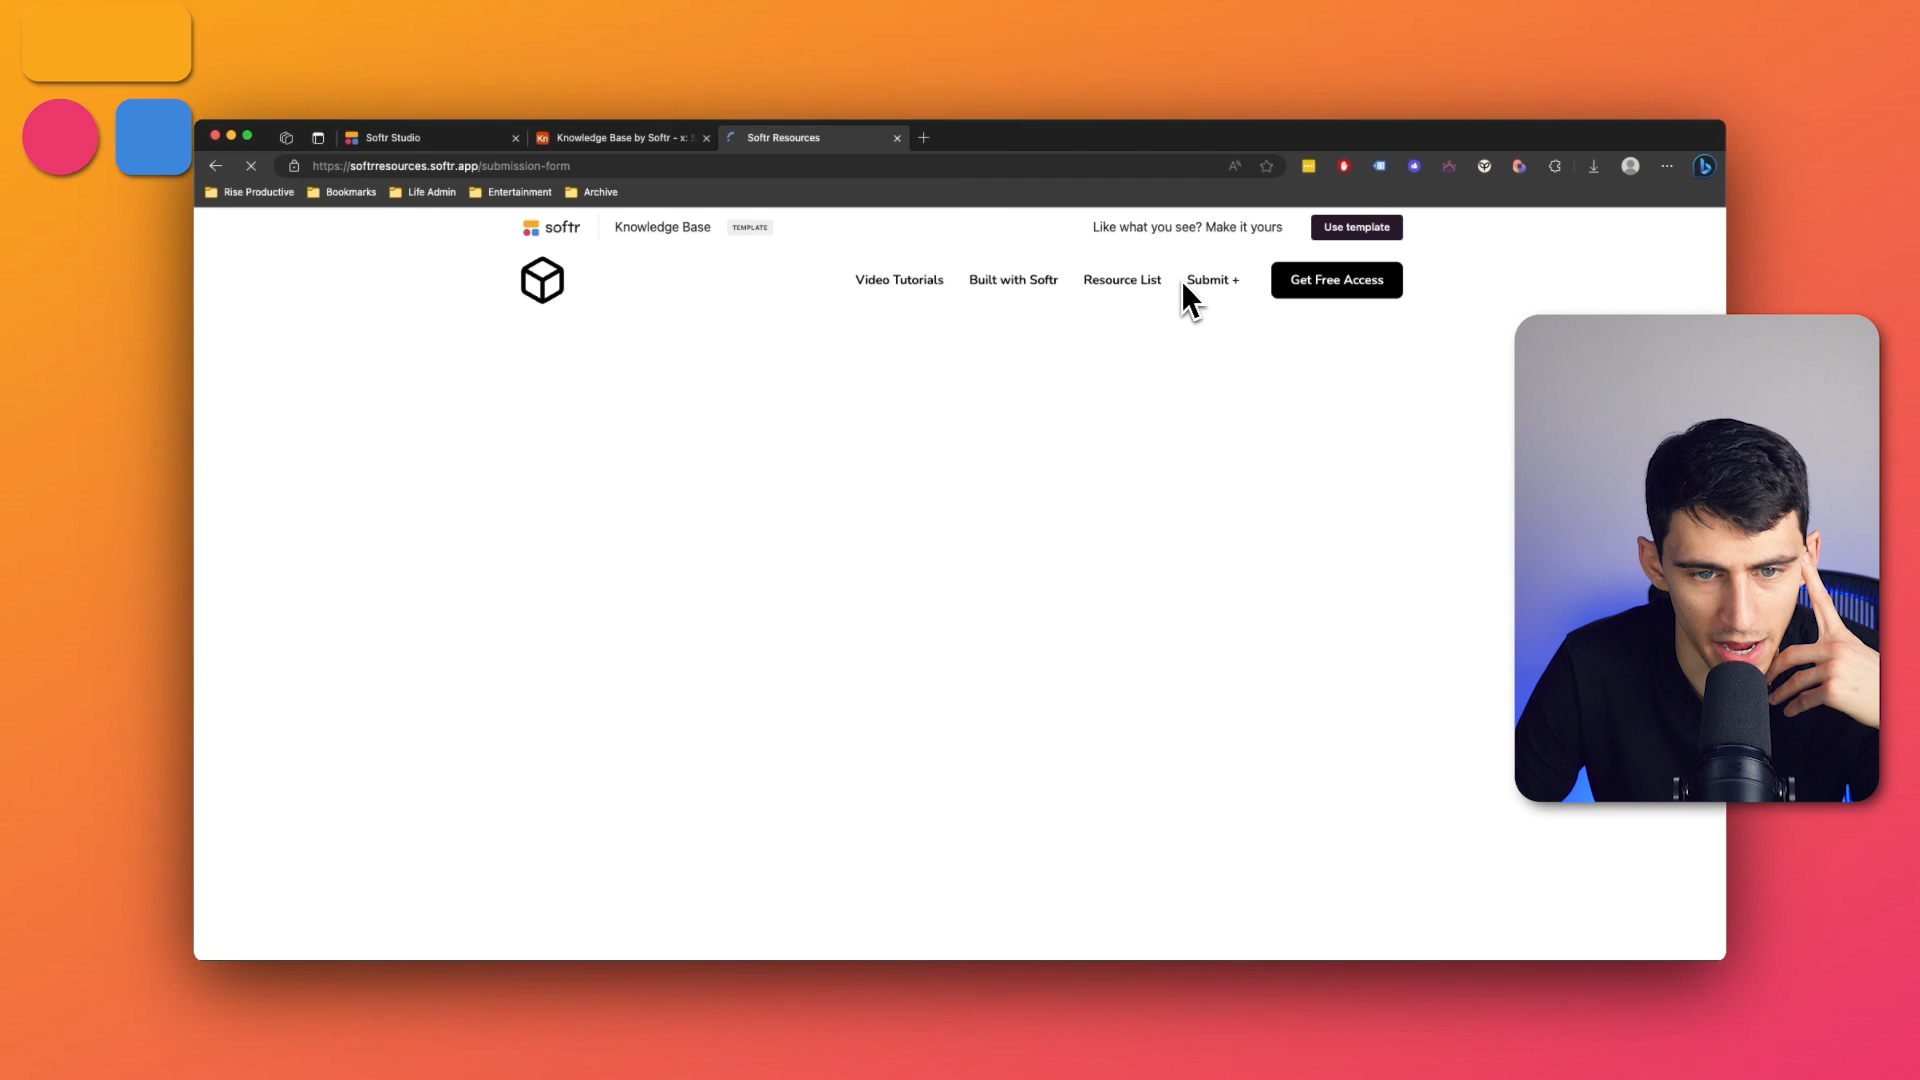 Softr Studio
Knowledge Base by Softr - x:
Softr Resources
https://softrresources.softr.app/submission-form
Rise Productive
Bookmarks
Life Admin
Entertainment
Archive
softr
Knowledge Base
TEMPLATE
Like what you see? Make it yours
Use template
Video Tutorials
Built with Softr
Resource List
Submit +
Get Free Access